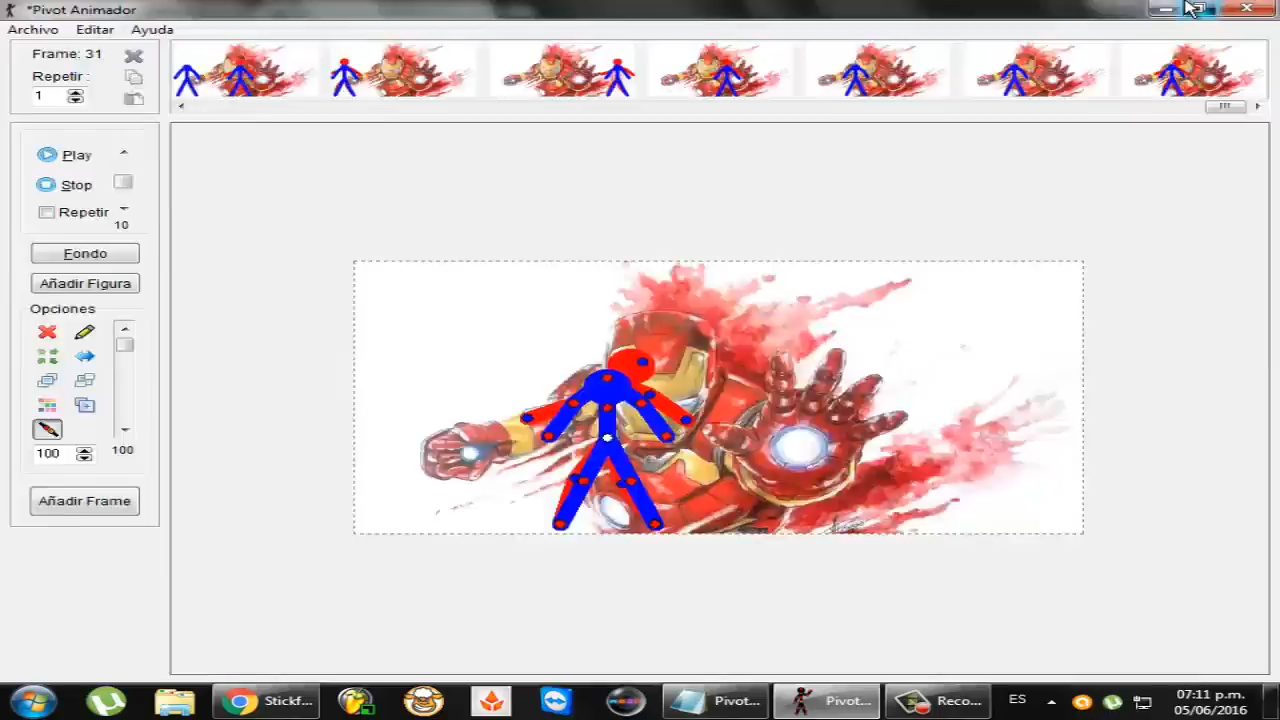 *Pivot Animador
Archivo Editar Ayuda
Frame: 31
Repetir :
1
Play
Stop
Repetir
10
Fondo
Añadir Figura
Opciones
100
100
Añadir Frame
Stickf...
Pivot...
Pivot...
Reco...
ES
07:11 p.m.
05/06/2016